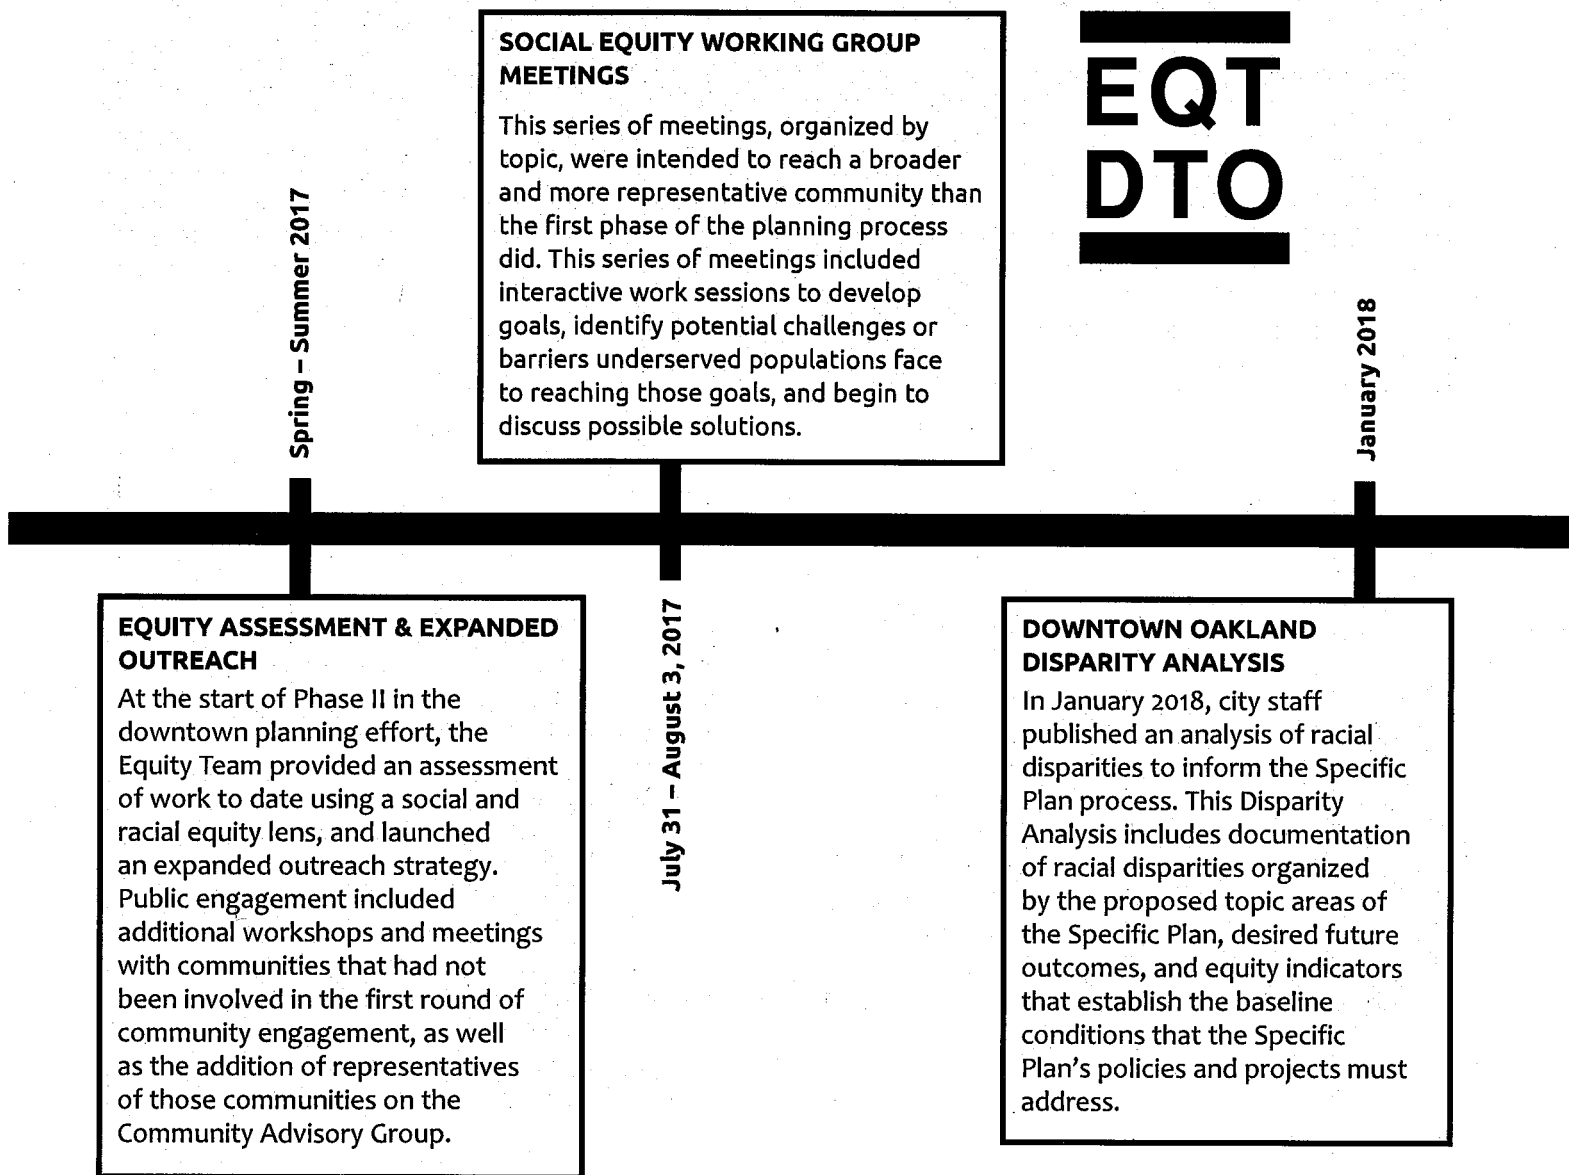 SOCIAL EQUITY WORKING GROUP
MEETINGS
This series of meetings, organized by
topic, were intended to reach a broader
and more representative community than
the first phase of the planning process
did. This series of meetings included
interactive work sessions to develop
goals, identify potential challenges or
barriers underserved populations face
to reaching those goals, and begin to
discuss possible solutions.
EQT
DTO
Spring – Summer 2017
January 2018
July 31 – August 3, 2017
EQUITY ASSESSMENT & EXPANDED
OUTREACH
At the start of Phase II in the
downtown planning effort, the
Equity Team provided an assessment
of work to date using a social and
racial equity lens, and launched
an expanded outreach strategy.
Public engagement included
additional workshops and meetings
with communities that had not
been involved in the first round of
community engagement, as well
as the addition of representatives
of those communities on the
Community Advisory Group.
DOWNTOWN OAKLAND
DISPARITY ANALYSIS
In January 2018, city staff
published an analysis of racial
disparities to inform the Specific
Plan process. This Disparity
Analysis includes documentation
of racial disparities organized
by the proposed topic areas of
the Specific Plan, desired future
outcomes, and equity indicators
that establish the baseline
conditions that the Specific
Plan's policies and projects must
address.